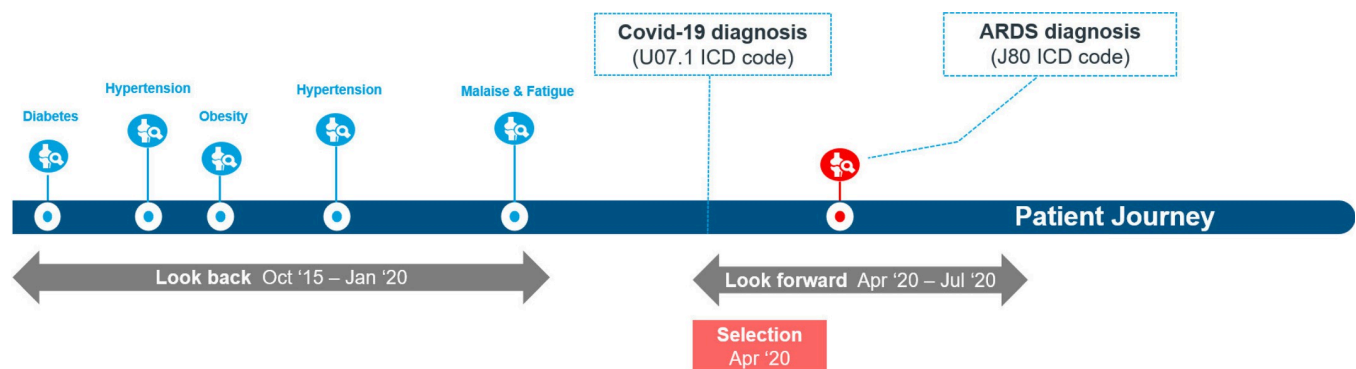 Covid-19 diagnosis
(U07.1 ICD code)
ARDS diagnosis
(J80 ICD code)
Diabetes
Hypertension
Obesity
Hypertension
Malaise & Fatigue
Patient Journey
Look back Oct ‘15 – Jan ‘20
Look forward Apr ‘20 – Jul ‘20
Selection
Apr ‘20